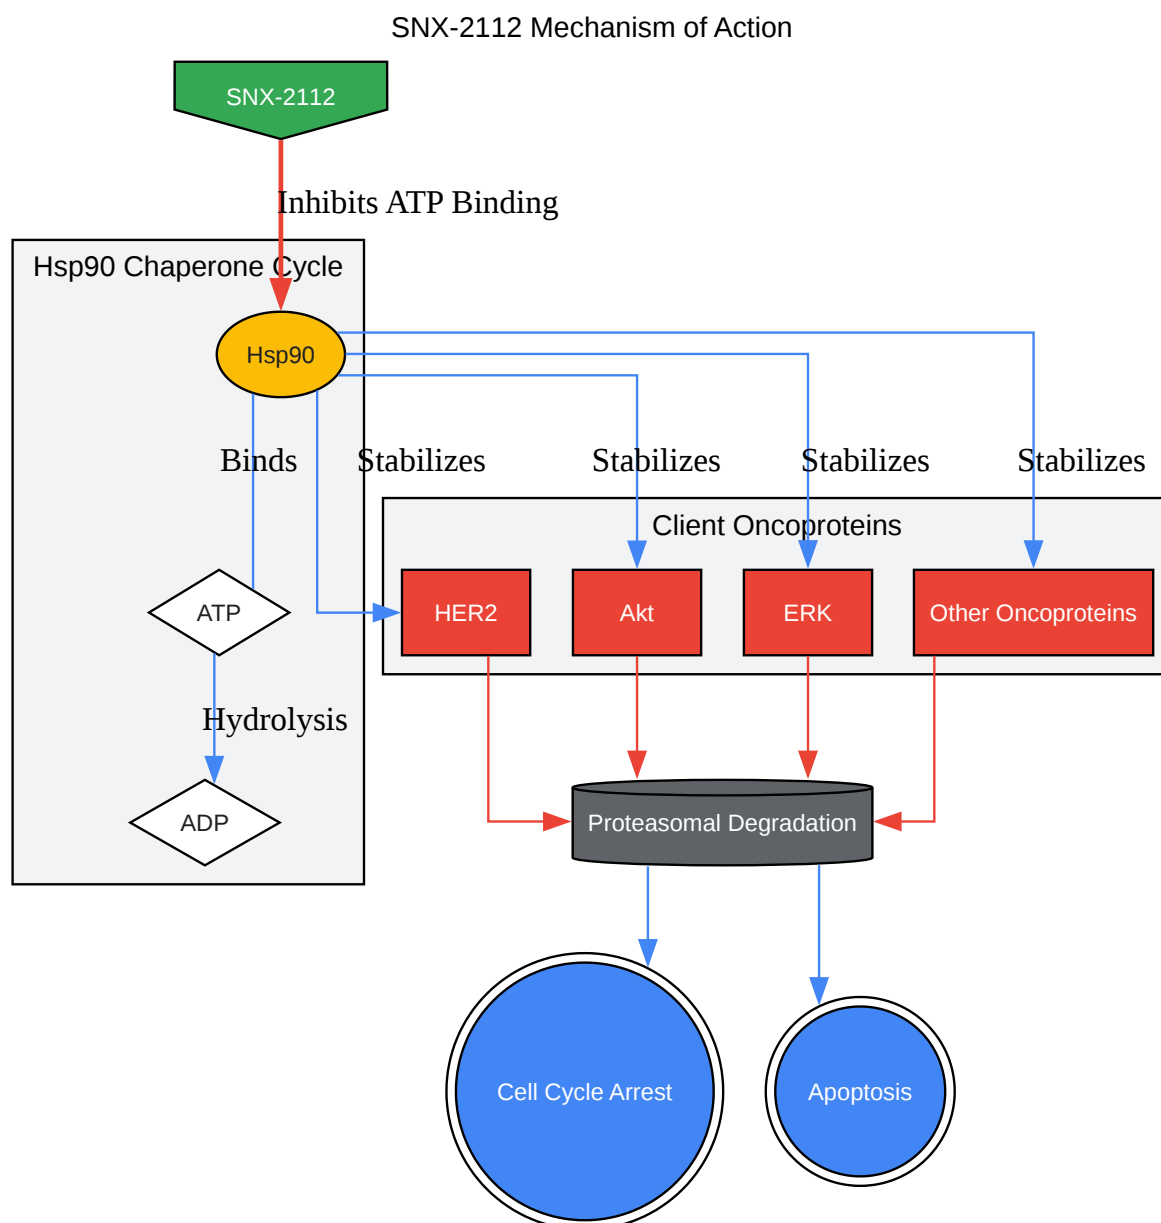 SNX-2112 Mechanism of Action
SNX-2112
Inhibits ATP Binding
Hsp90 Chaperone Cycle
Hsp90
Binds
Stabilizes
Stabilizes
Stabilizes
Stabilizes
Client Oncoproteins
ATP
HER2
Akt
ERK
Other Oncoproteins
Hydrolysis
ADP
Proteasomal Degradation
Cell Cycle Arrest
Apoptosis